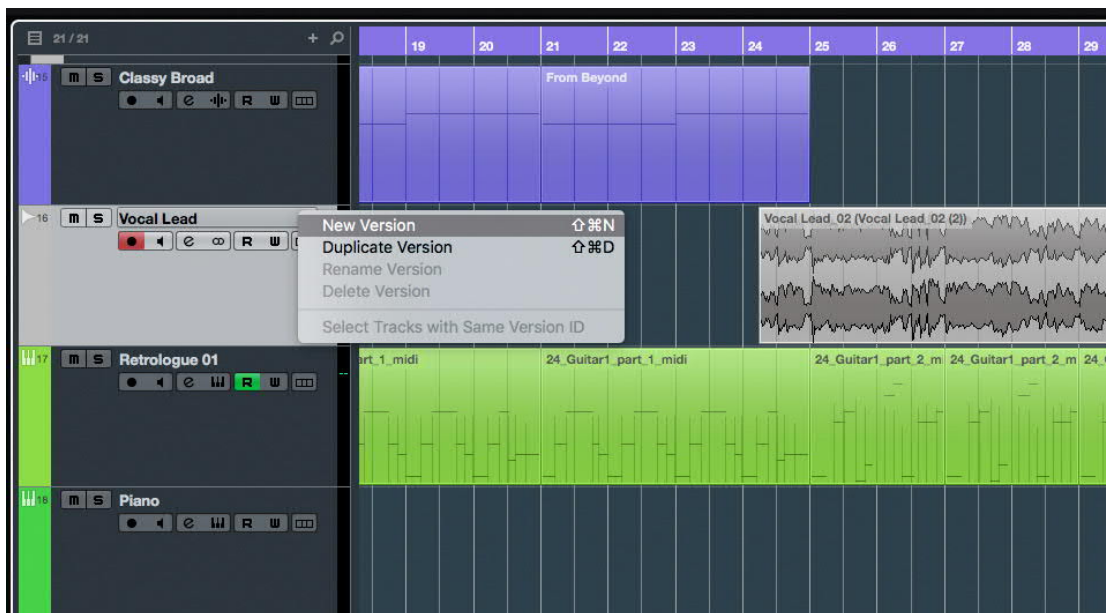 21 / 21
19 20 21 22 23 24 25 26 27 28 29
m S Classy Broad
R W
From Beyond
16 m S Vocal Lead
R W
New Version ⇧⌘N
Duplicate Version ⇧⌘D
Rename Version
Delete Version
Select Tracks with Same Version ID
Vocal Lead_02 (Vocal Lead_02 (2))
17 m S Retrologue 01
R W
art_1_midi 24_Guitar1_part_1_midi 24_Guitar1_part_2_m 24_Guitar1_part_2_m 24_
18 m S Piano
R W